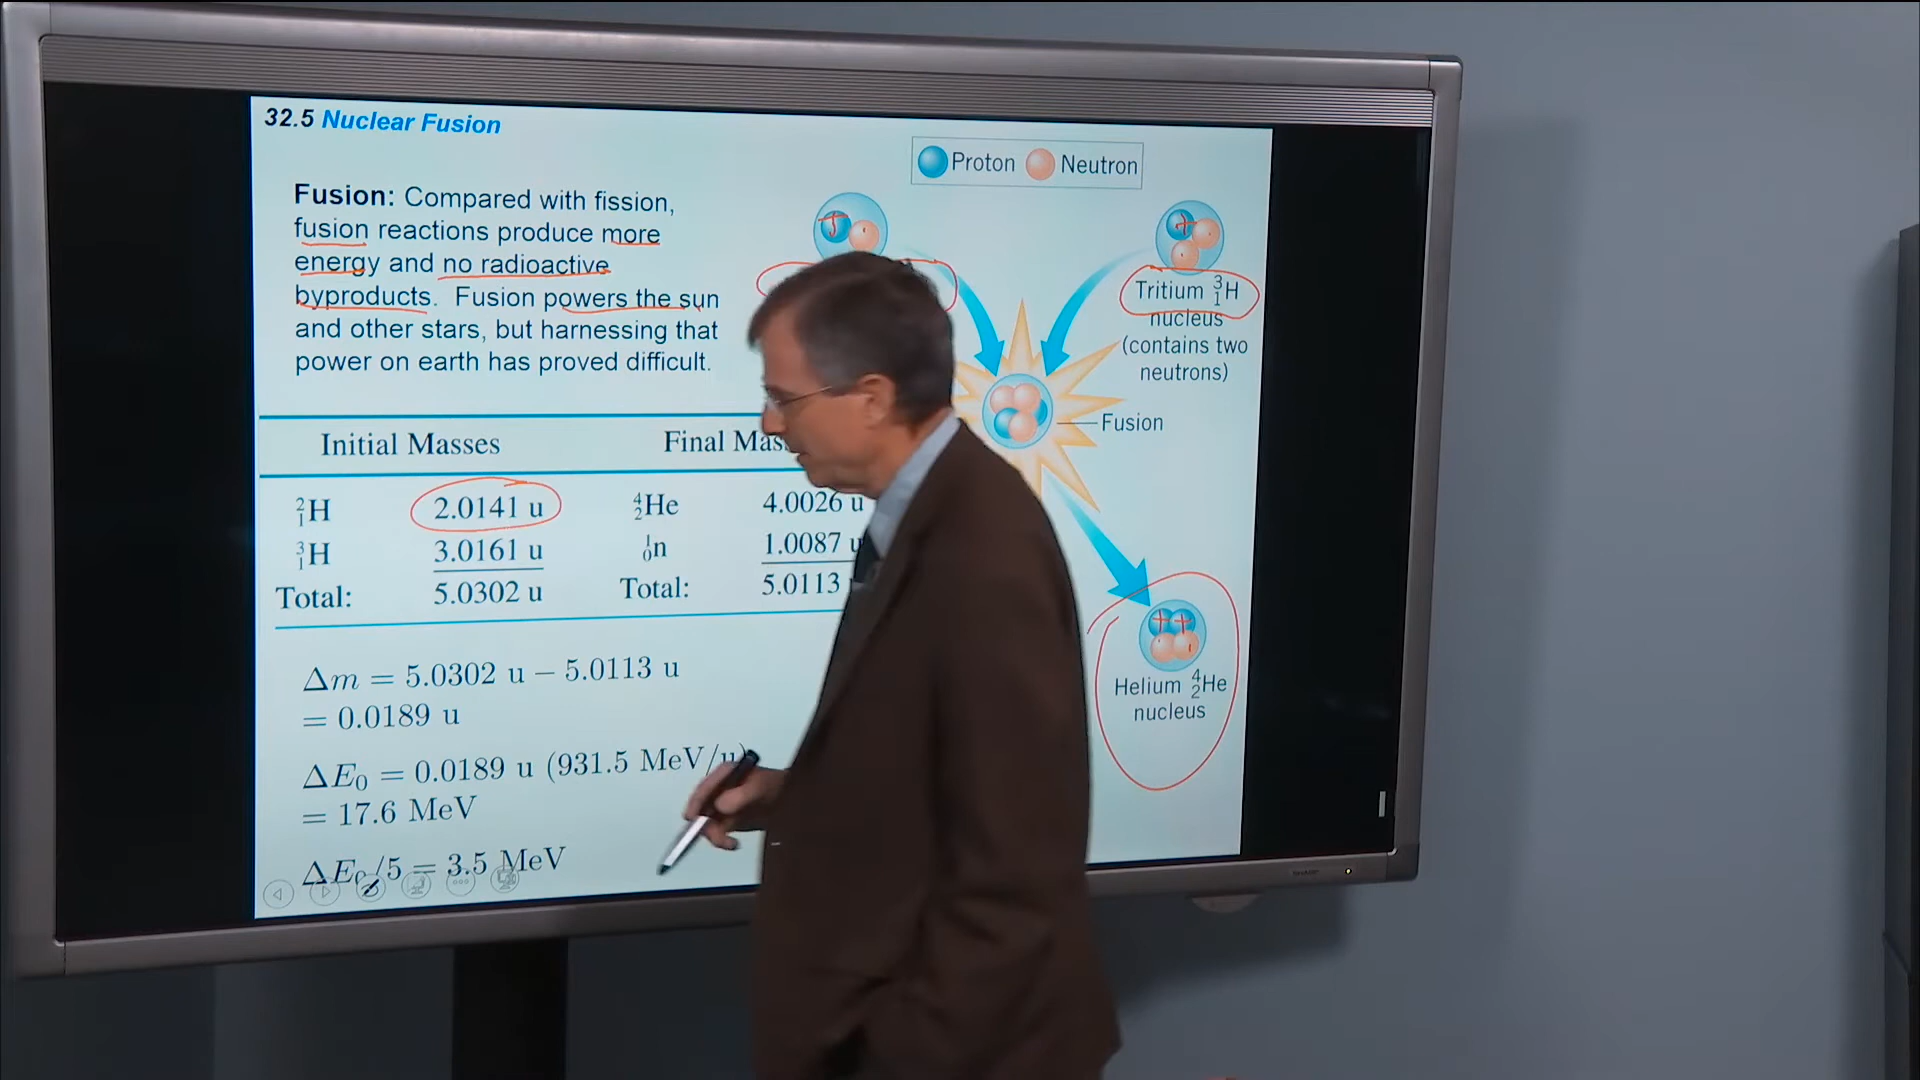 32.5 Nuclear Fusion
Proton Neutron
Fusion: Compared with fission,
fusion reactions produce more
energy and no radioactive
byproducts. Fusion powers the sun
and other stars, but harnessing that
power on earth has proved difficult.
Tritium ³₁H
nucleus
(contains two
neutrons)
Fusion
Helium ⁴₂He
nucleus
Initial Masses Final
²₁H 2.0141 u ⁴₂He 4.0026 u
³₁H 3.0161 u ¹₀n 1.0087 u
Total: 5.0302 u Total: 5.0113
Δm = 5.0302 u − 5.0113 u
= 0.0189 u
ΔE₀ = 0.0189 u (931.5 MeV/u)
= 17.6 MeV
ΔE₀/5 = 3.5 MeV